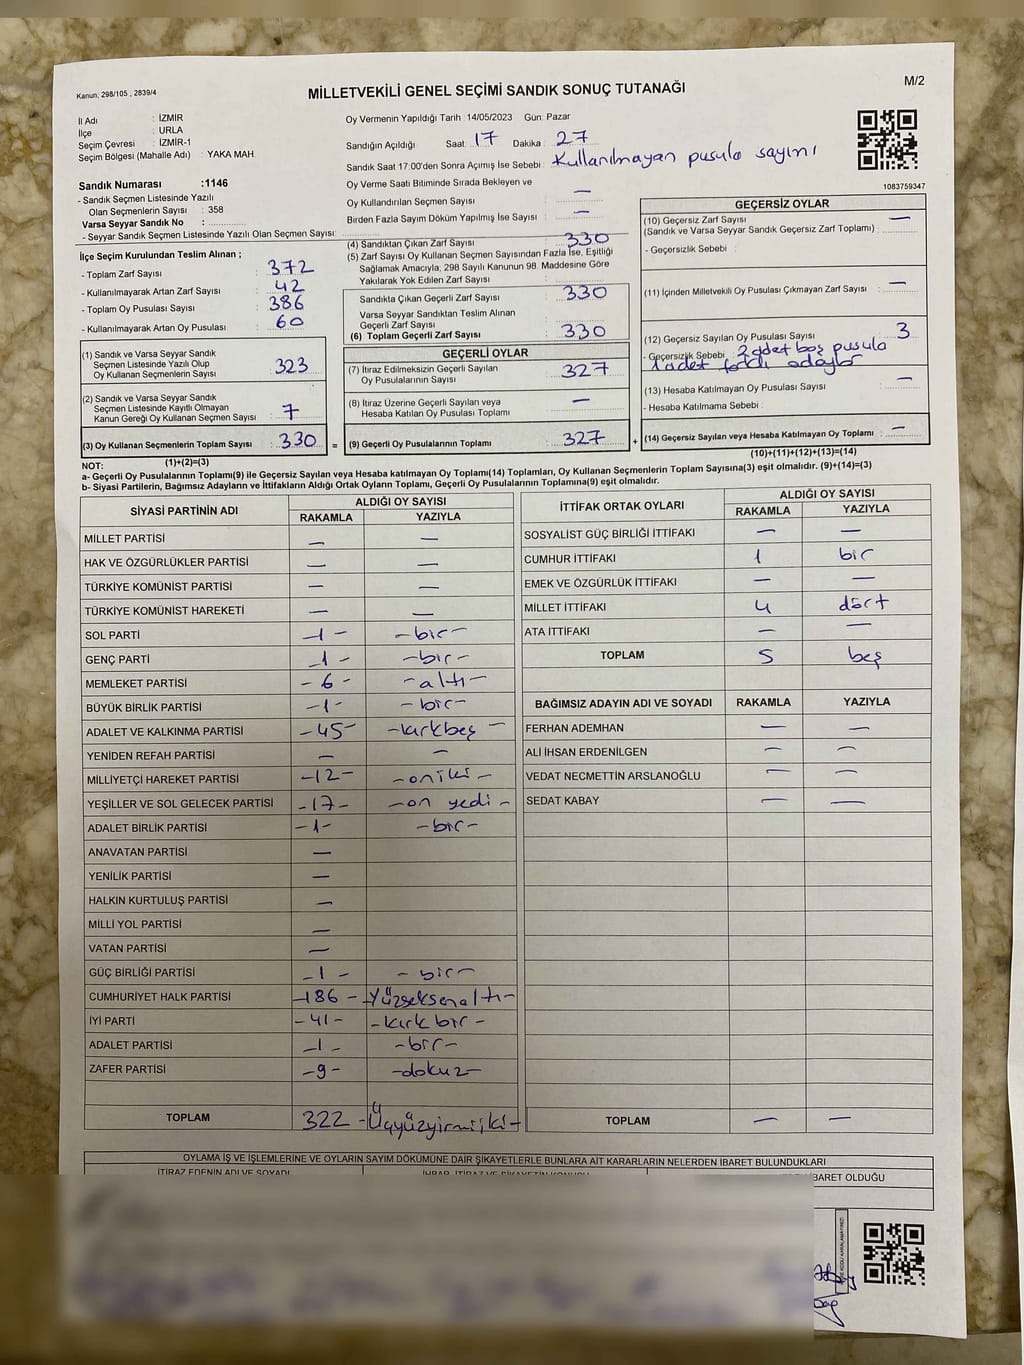 Kanun; 298/105 , 2839/4
MİLLETVEKİLİ GENEL SEÇİMİ SANDIK SONUÇ TUTANAĞI
M/2
İl Adı : İZMİR
İlçe : URLA
Seçim Çevresi : İZMİR-1
Seçim Bölgesi (Mahalle Adı) : YAKA MAH.
Sandık Numarası :1146
- Sandık Seçmen Listesinde Yazılı
Olan Seçmenlerin Sayısı : 358
Varsa Seyyar Sandık No :
- Seyyar Sandık Seçmen Listesinde Yazılı Olan Seçmen Sayısı:
Oy Vermenin Yapıldığı Tarih :14/05/2023 Gün: Pazar
Sandığın Açıldığı Saat 17 Dakika 27
Sandık Saat 17:00'den Sonra Açımış İse Sebebi : Kullanılmayan pusula sayımı
Oy Verme Saati Bitiminde Sırada Bekleyen ve
Oy Kullandırılan Seçmen Sayısı : —
Birden Fazla Sayım Döküm Yapılmış İse Sayısı : —
1083759347
İlçe Seçim Kurulundan Teslim Alınan ;
- Toplam Zarf Sayısı : 372
- Kullanılmayarak Artan Zarf Sayısı : 42
- Toplam Oy Pusulası Sayısı : 386
- Kullanılmayarak Artan Oy Pusulası : 60
(1) Sandık ve Varsa Seyyar Sandık
Seçmen Listesinde Yazılı Olup
Oy Kullanan Seçmenlerin Sayısı : 323
(2) Sandık ve Varsa Seyyar Sandık
Seçmen Listesinde Kayıtlı Olmayan
Kanun Gereği Oy Kullanan Seçmen Sayısı : 7
(3) Oy Kullanan Seçmenlerin Toplam Sayısı : 330 =
(1)+(2)=(3)
(4) Sandıktan Çıkan Zarf Sayısı : 330
(5) Zarf Sayısı Oy Kullanan Seçmen Sayısından Fazla İse, Eşitliği
Sağlamak Amacıyla; 298 Sayılı Kanunun 98. Maddesine Göre
Yakılarak Yok Edilen Zarf Sayısı :
Sandıkta Çıkan Geçerli Zarf Sayısı : 330
Varsa Seyyar Sandıktan Teslim Alınan
Geçerli Zarf Sayısı :
(6) Toplam Geçerli Zarf Sayısı : 330
GEÇERLİ OYLAR
(7) İtiraz Edilmeksizin Geçerli Sayılan
Oy Pusulalarının Sayısı : 327
(8) İtiraz Üzerine Geçerli Sayılan veya
Hesaba Katılan Oy Pusulası Toplamı : —
(9) Geçerli Oy Pusulalarının Toplamı : 327 +
GEÇERSİZ OYLAR
(10) Geçersiz Zarf Sayısı
(Sandık ve Varsa Seyyar Sandık Geçersiz Zarf Toplamı) : —
- Geçersizlik Sebebi :
(11) İçinden Milletvekili Oy Pusulası Çıkmayan Zarf Sayısı : —
(12) Geçersiz Sayılan Oy Pusulası Sayısı : 3
- Geçersizlik Sebebi : 2 adet boş pusula
1 adet farklı adaylar
(13) Hesaba Katılmayan Oy Pusulası Sayısı : —
- Hesaba Katılmama Sebebi :
(14) Geçersiz Sayılan veya Hesaba Katılmayan Oy Toplamı : —
(10)+(11)+(12)+(13)=(14)
NOT:
a- Geçerli Oy Pusulalarının Toplamı(9) ile Geçersiz Sayılan veya Hesaba katılmayan Oy Toplamı(14) Toplamları, Oy Kullanan Seçmenlerin Toplam Sayısına(3) eşit olmalıdır. (9)+(14)=(3)
b- Siyasi Partilerin, Bağımsız Adayların ve İttifakların Aldığı Ortak Oyların Toplamı, Geçerli Oy Pusulalarının Toplamına(9) eşit olmalıdır.
SİYASİ PARTİNİN ADI ALDIĞI OY SAYISI
RAKAMLA YAZIYLA
MİLLET PARTİSİ — —
HAK VE ÖZGÜRLÜKLER PARTİSİ — —
TÜRKİYE KOMÜNİST PARTİSİ — —
TÜRKİYE KOMÜNİST HAREKETİ — —
SOL PARTİ -1- -bir-
GENÇ PARTİ -1- -bir-
MEMLEKET PARTİSİ -6- -altı-
BÜYÜK BİRLİK PARTİSİ -1- -bir-
ADALET VE KALKINMA PARTİSİ -45- -kırkbeş-
YENİDEN REFAH PARTİSİ — —
MİLLİYETÇİ HAREKET PARTİSİ -12- -oniki-
YEŞİLLER VE SOL GELECEK PARTİSİ -17- -on yedi-
ADALET BİRLİK PARTİSİ -1- -bir-
ANAVATAN PARTİSİ —
YENİLİK PARTİSİ —
HALKIN KURTULUŞ PARTİSİ —
MİLLİ YOL PARTİSİ —
VATAN PARTİSİ —
GÜÇ BİRLİĞİ PARTİSİ -1- -bir-
CUMHURİYET HALK PARTİSİ -186- -Yüzseksenaltı-
İYİ PARTİ -41- -kırkbir-
ADALET PARTİSİ -1- -bir-
ZAFER PARTİSİ -9- -dokuz-
TOPLAM 322 -Üçyüzyirmiiki-
İTTİFAK ORTAK OYLARI ALDIĞI OY SAYISI
RAKAMLA YAZIYLA
SOSYALİST GÜÇ BİRLİĞİ İTTİFAKI — —
CUMHUR İTTİFAKI 1 bir
EMEK VE ÖZGÜRLÜK İTTİFAKI — —
MİLLET İTTİFAKI 4 dört
ATA İTTİFAKI — —
TOPLAM 5 beş
BAĞIMSIZ ADAYIN ADI VE SOYADI RAKAMLA YAZIYLA
FERHAN ADEMHAN — —
ALİ İHSAN ERDENİLGEN — —
VEDAT NECMETTİN ARSLANOĞLU — —
SEDAT KABAY — —
TOPLAM — —
OYLAMA İŞ VE İŞLEMLERİNE VE OYLARIN SAYIM DÖKÜMÜNE DAİR ŞİKAYETLERLE BUNLARA AİT KARARLARIN NELERDEN İBARET BULUNDUKLARI
İTİRAZ EDENİN ADI VE SOYADI İHBAR, İTİRAZ VE ŞİKAYETİN KONUSU İBARET OLDUĞU